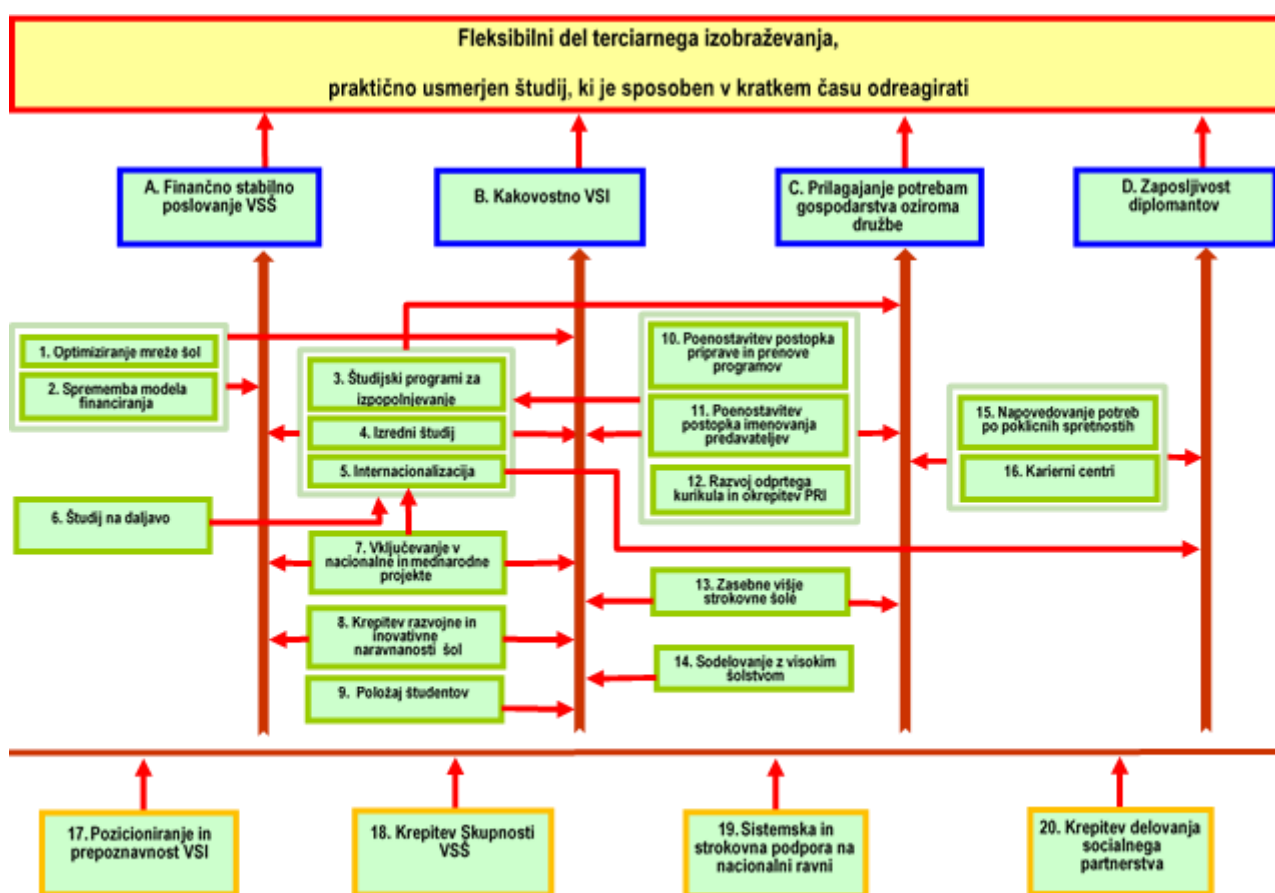 Fleksibilni del terciarnega izobraževanja,
praktično usmerjen študij, ki je sposoben v kratkem času odreagirati
A. Finančno stabilno
poslovanje VSŠ
B. Kakovostno VSI
C. Prilagajanje potrebam
gospodarstva oziroma
družbe
D. Zaposljivost
diplomantov
1. Optimiziranje mreže šol
2. Sprememba modela
financiranja
3. Študijski programi za
izpopolnjevanje
4. Izredni študij
5. Internacionalizacija
6. Študij na daljavo
7. Vključevanje v
nacionalne in mednarodne
projekte
8. Krepitev razvojne in
inovativne
naravnanosti šol
9. Položaj študentov
10. Poenostavitev postopka
priprave in prenove
programov
11. Poenostavitev
postopka imenovanja
predavateljev
12. Razvoj odprtega
kurikula in okrepitev PRI
13. Zasebne višje
strokovne šole
14. Sodelovanje z visokim
šolstvom
15. Napovedovanje potreb
po poklicnih spretnostih
16. Karierni centri
17. Pozicioniranje in
prepoznavnost VSI
18. Krepitev Skupnosti
VSŠ
19. Sistemska in
strokovna podpora na
nacionalni ravni
20. Krepitev delovanja
socialnega
partnerstva